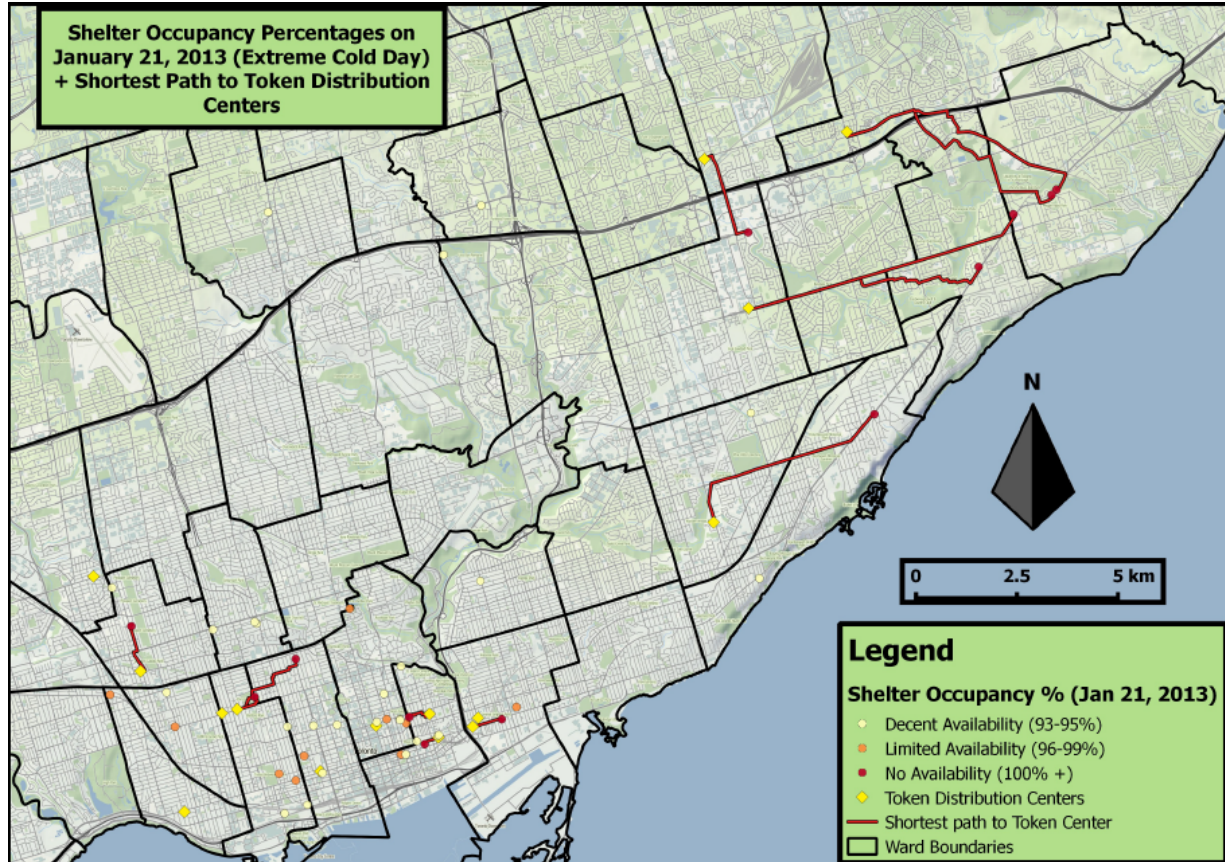 Shelter Occupancy Percentages on
January 21, 2013 (Extreme Cold Day)
+ Shortest Path to Token Distribution
Centers
N
0 2.5 5 km
Legend
Shelter Occupancy % (Jan 21, 2013)
Decent Availability (93-95%)
Limited Availability (96-99%)
No Availability (100% +)
Token Distribution Centers
Shortest path to Token Center
Ward Boundaries